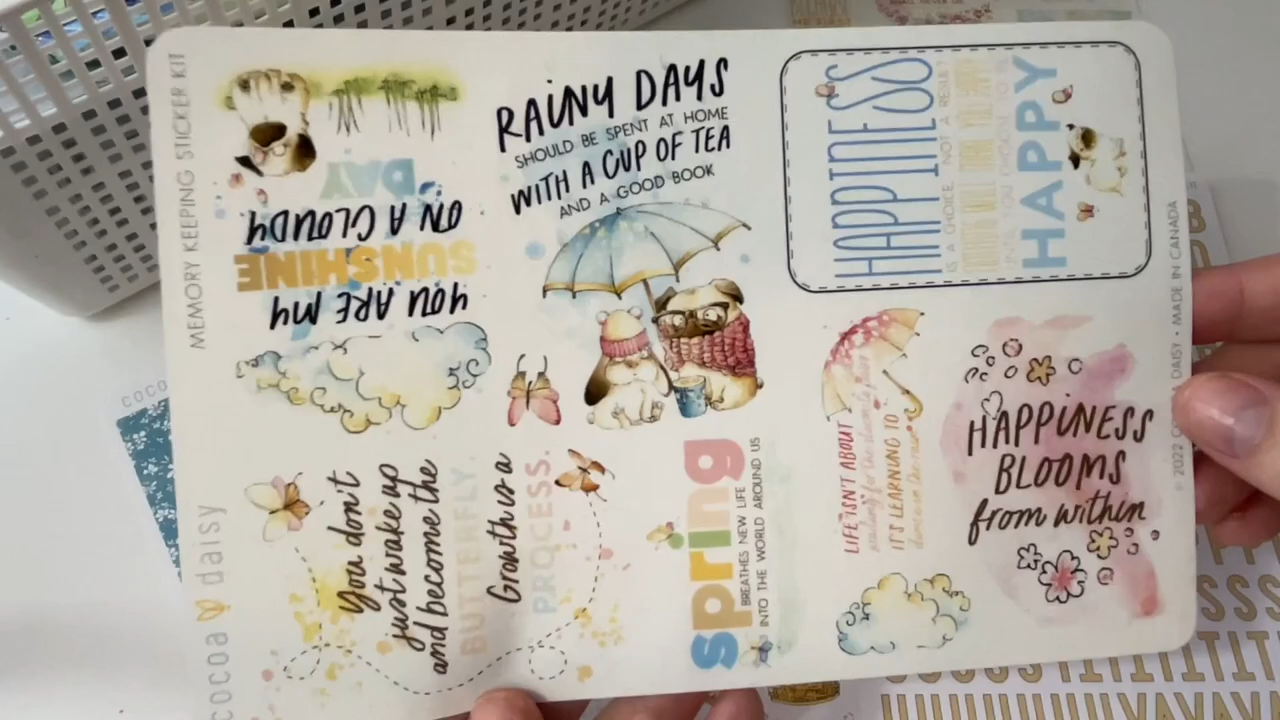 MEMORY KEEPING STICKER KIT
cocoa daisy
YOU ARE MY
SUNSHINE
ON A CLOUDY
DAY
RAINY DAYS
SHOULD BE SPENT AT HOME
WITH A CUP OF TEA
AND A GOOD BOOK
HAPPINESS
IS A CHOICE NOT A RESULT
HAPPY
You don't
just wake up
and become the
BUTTERFLY.
Growth is a
PROCESS.
spring
BREATHES NEW LIFE
INTO THE WORLD AROUND US
LIFE ISN'T ABOUT
IT'S LEARNING TO
HAPPINESS
BLOOMS
from within
© 2022 DAISY • MADE IN CANADA
COCO